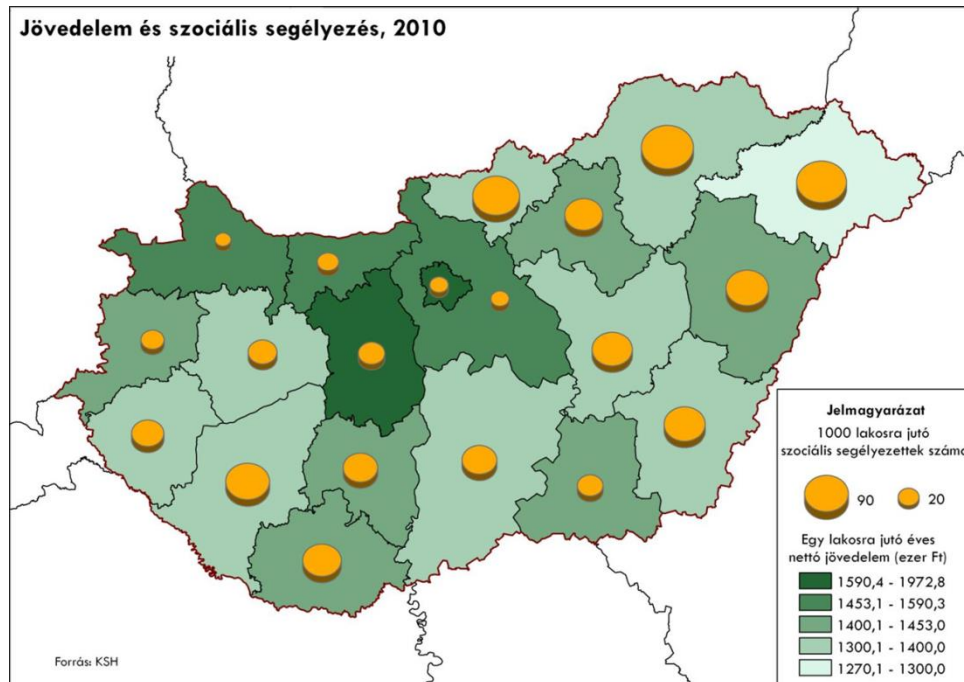 Jövedelem és szociális segélyezés, 2010
Jelmagyarázat
1000 lakosra jutó
szociális segélyezettek száma
90
20
Egy lakosra jutó éves
nettó jövedelem (ezer Ft)
1590,4 - 1972,8
1453,1 - 1590,3
1400,1 - 1453,0
1300,1 - 1400,0
1270,1 - 1300,0
Forrás: KSH